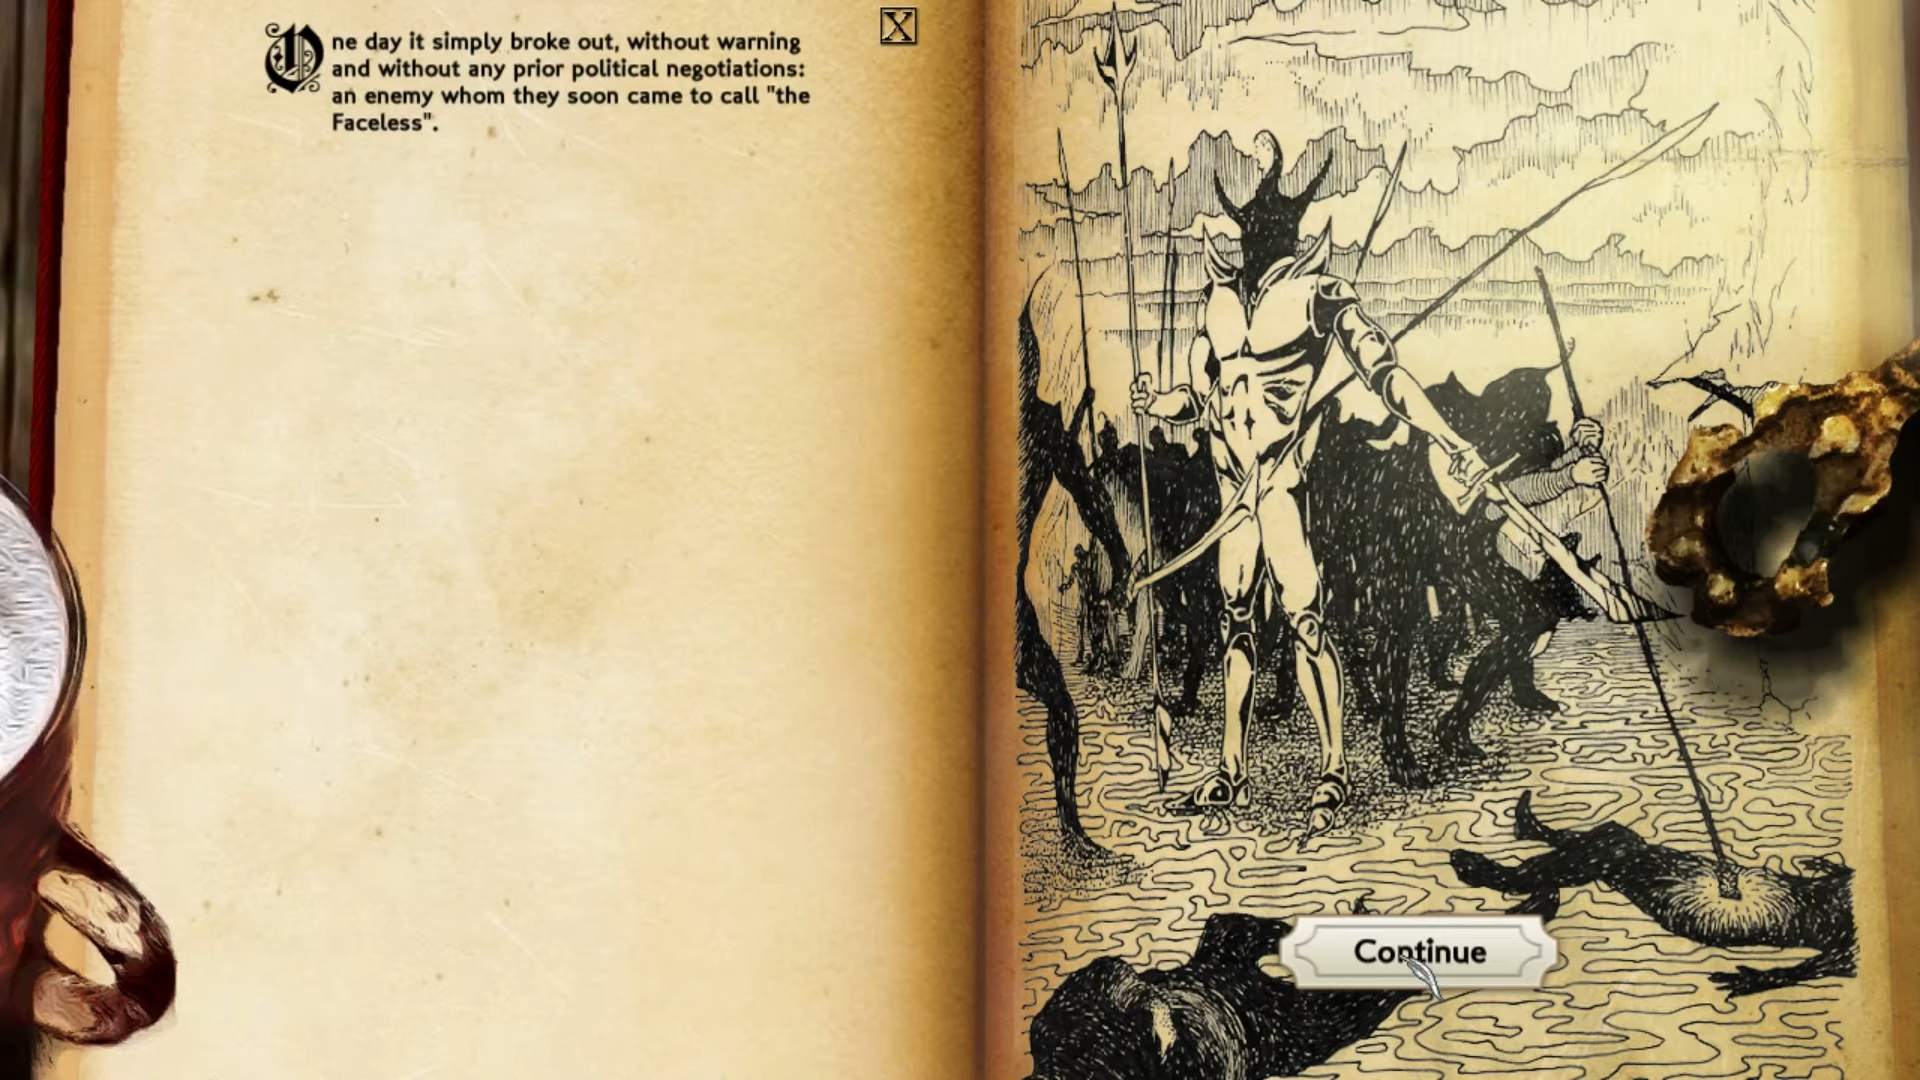 One day it simply broke out, without warning
and without any prior political negotiations:
an enemy whom they soon came to call "the
Faceless".
X
Continue